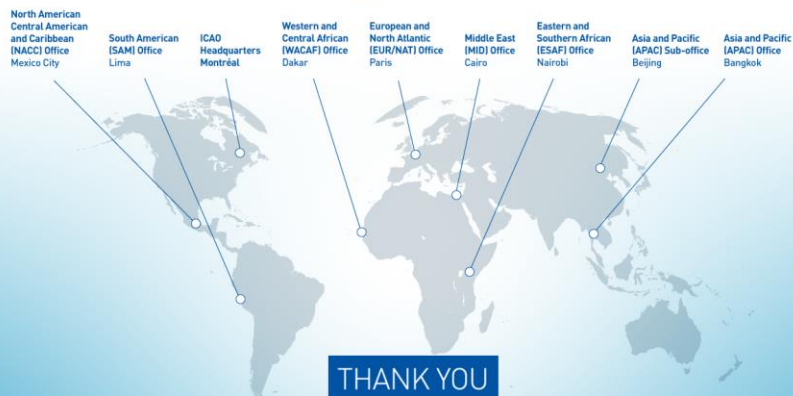 North American
Central American
and Caribbean
(NACC) Office
Mexico City
South American
(SAM) Office
Lima
ICAO
Headquarters
Montréal
Western and
Central African
(WACAF) Office
Dakar
European and
North Atlantic
(EUR/NAT) Office
Paris
Middle East
(MID) Office
Cairo
Eastern and
Southern African
(ESAF) Office
Nairobi
Asia and Pacific
(APAC) Sub-office
Beijing
Asia and Pacific
(APAC) Office
Bangkok
THANK YOU